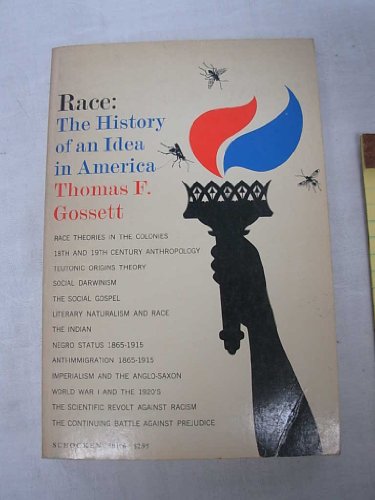 Race:
The History
of an Idea
in America
Thomas F.
Gossett
RACE THEORIES IN THE COLONIES
18TH AND 19TH CENTURY ANTHROPOLOGY
TEUTONIC ORIGINS THEORY
SOCIAL DARWINISM
THE SOCIAL GOSPEL
LITERARY NATURALISM AND RACE
THE INDIAN
NEGRO STATUS 1865-1915
ANTI-IMMIGRATION 1865-1915
IMPERIALISM AND THE ANGLO-SAXON
WORLD WAR I AND THE 1920'S
THE SCIENTIFIC REVOLT AGAINST RACISM
THE CONTINUING BATTLE AGAINST PREJUDICE
SCHOCKEN $2.95